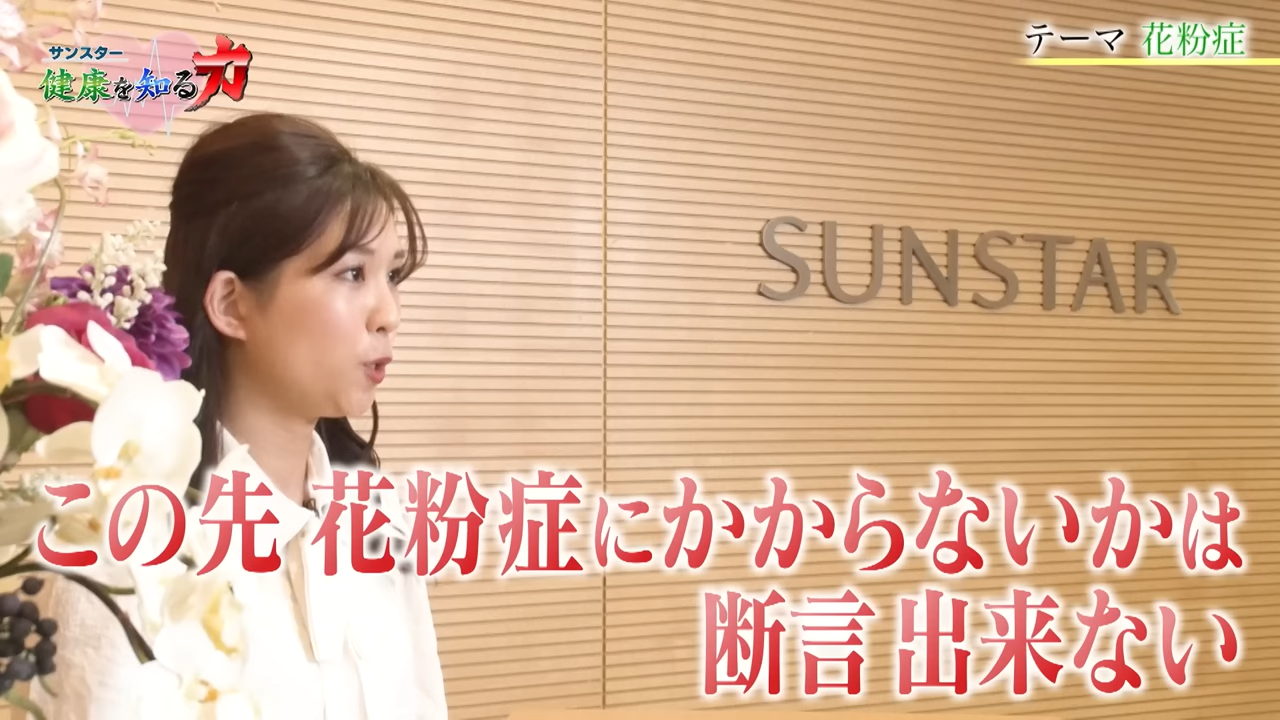 サンスター
健康を知る力
テーマ 花粉症
SUNSTAR
この先 花粉症にかからないかは
断言出来ない